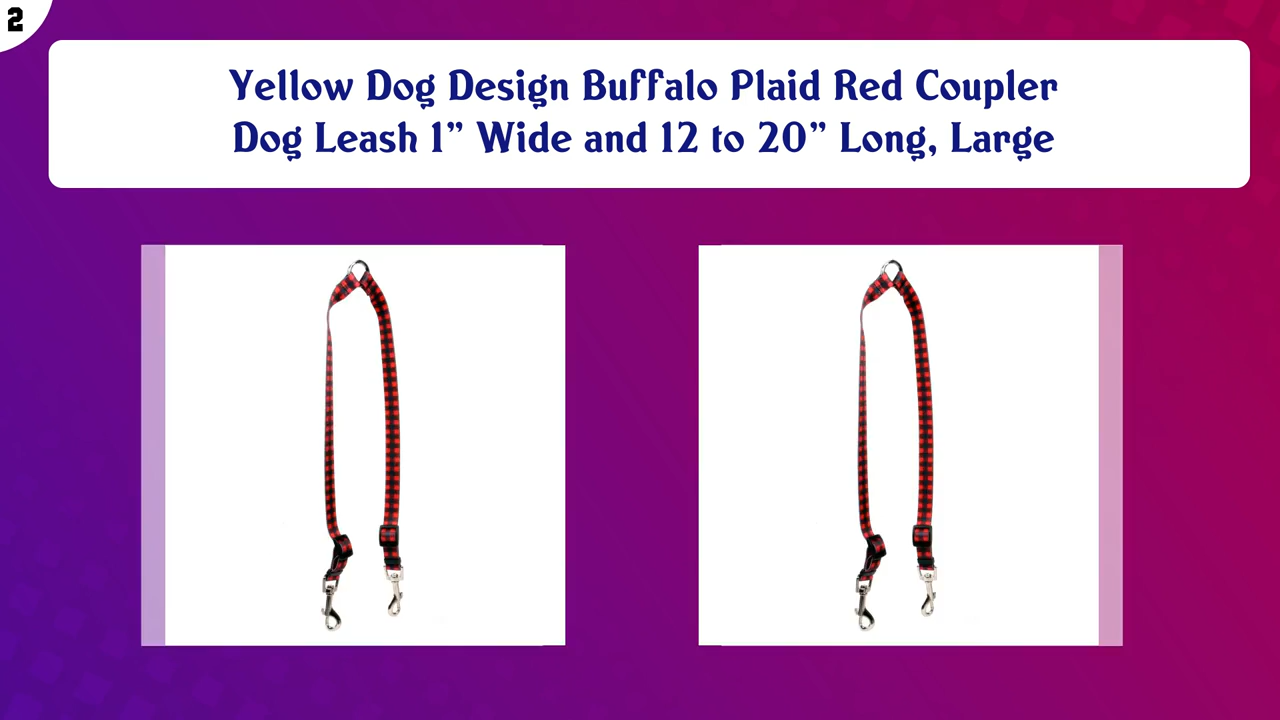 2
Yellow Dog Design Buffalo Plaid Red Coupler
Dog Leash 1” Wide and 12 to 20” Long, Large